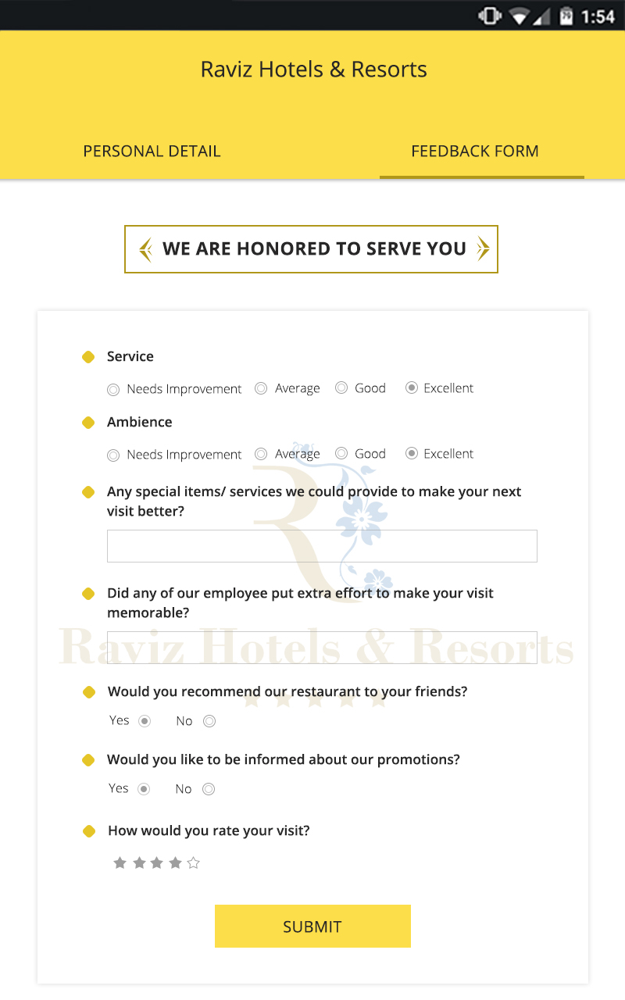 1:54
Raviz Hotels & Resorts
PERSONAL DETAIL FEEDBACK FORM
WE ARE HONORED TO SERVE YOU
Service
Needs Improvement Average Good Excellent
Ambience
Needs Improvement Average Good Excellent
Any special items/ services we could provide to make your next
visit better?
Did any of our employee put extra effort to make your visit
memorable?
Raviz Hotels & Resorts
Would you recommend our restaurant to your friends?
Yes No
Would you like to be informed about our promotions?
Yes No
How would you rate your visit?
SUBMIT